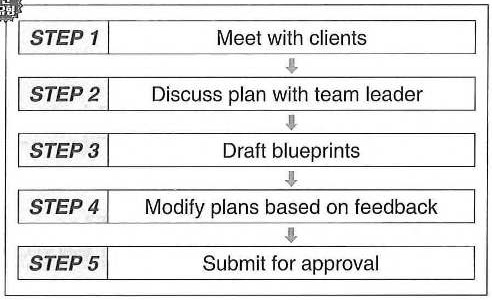 STEP 1 Meet with clients
STEP 2 Discuss plan with team leader
STEP 3 Draft blueprints
STEP 4 Modify plans based on feedback
STEP 5 Submit for approval